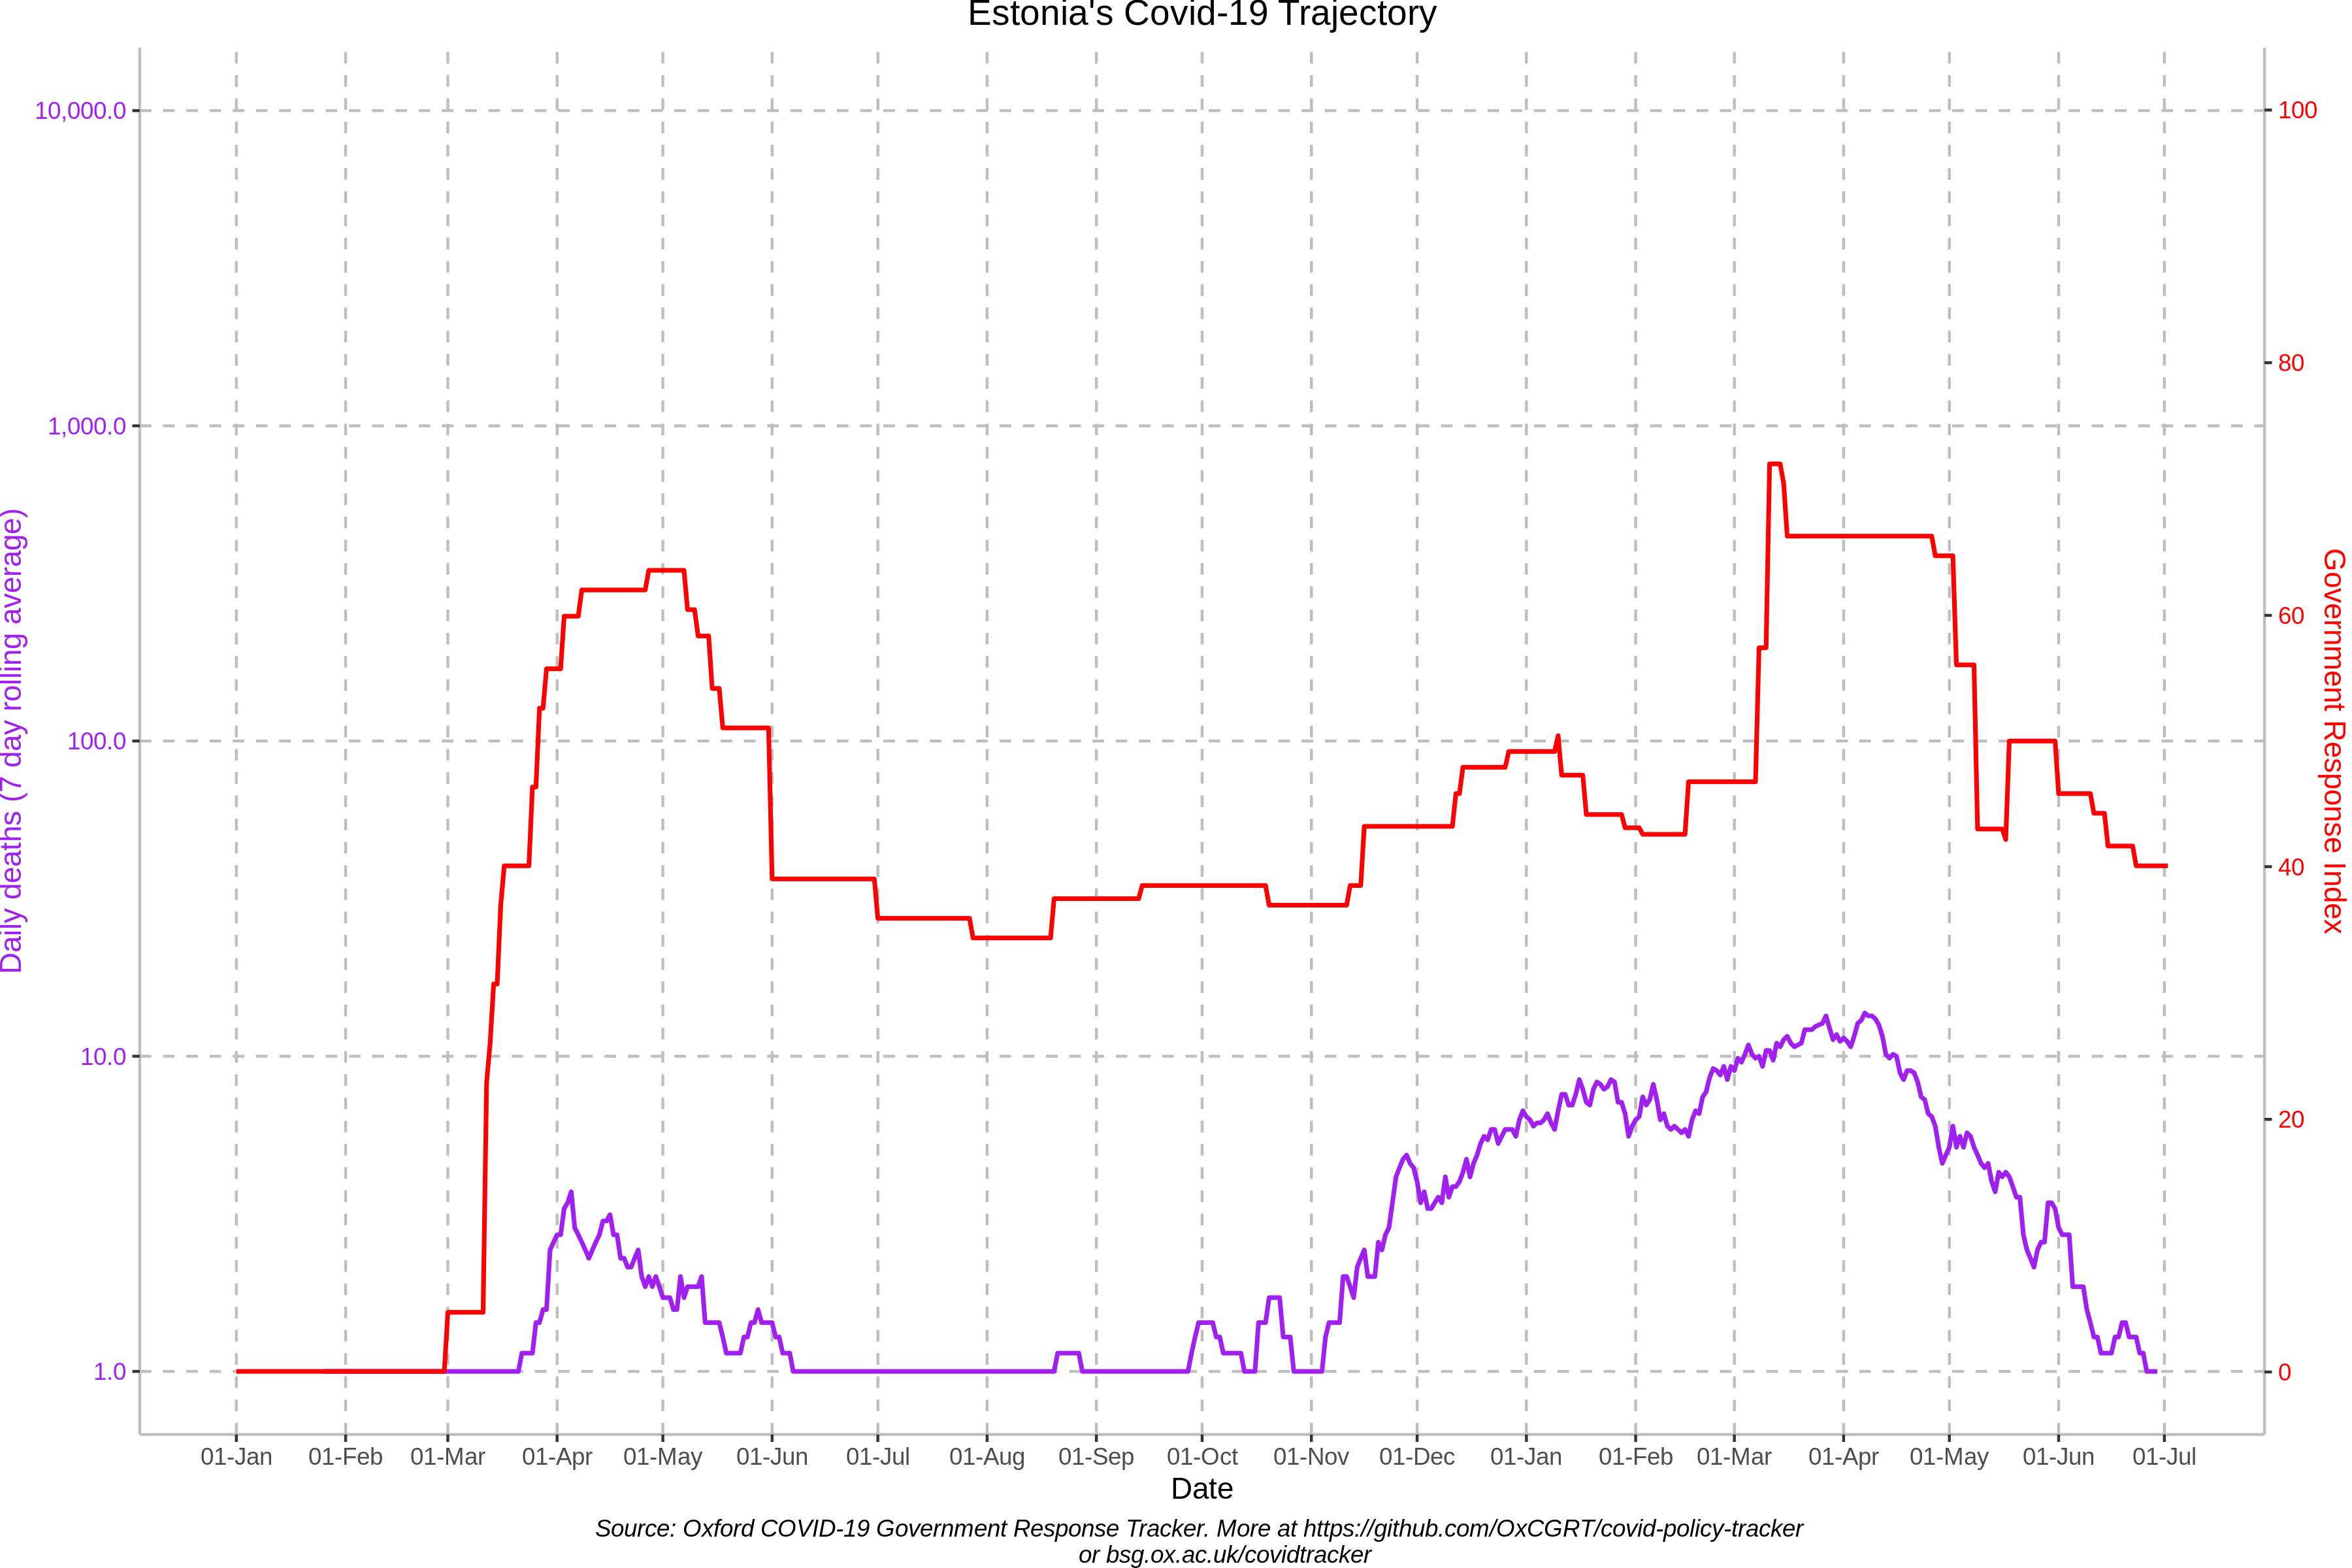 Estonia's Covid-19 Trajectory
10,000.0
1,000.0
100.0
10.0
1.0
Daily deaths (7 day rolling average)
100
80
60
40
20
0
Government Response Index
01-Jan 01-Feb 01-Mar 01-Apr 01-May 01-Jun 01-Jul 01-Aug 01-Sep 01-Oct 01-Nov 01-Dec 01-Jan 01-Feb 01-Mar 01-Apr 01-May 01-Jun 01-Jul
Date
Source: Oxford COVID-19 Government Response Tracker. More at https://github.com/OxCGRT/covid-policy-tracker
or bsg.ox.ac.uk/covidtracker